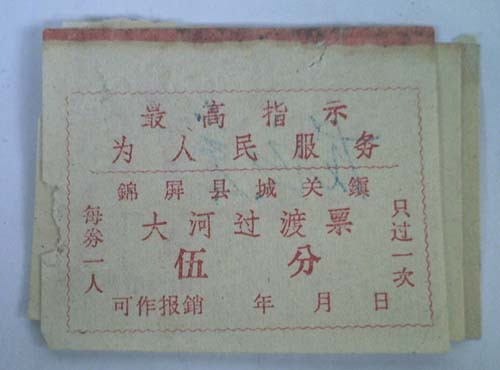 最高指示
为人民服务
錦屏县城关鎮
每券一人
大河过渡票
伍分
只过一次
可作报銷 年 月 日